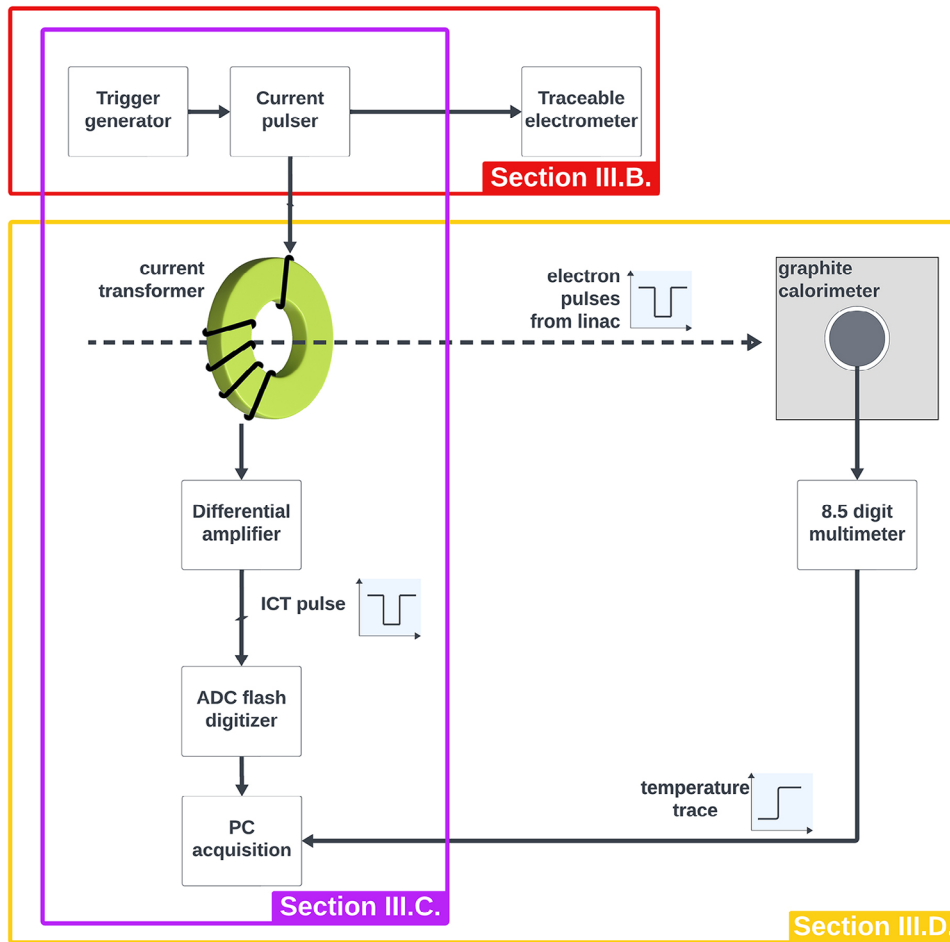 Trigger
generator
Current
pulser
Traceable
electrometer
Section III.B.
current
transformer
electron
pulses
from linac
graphite
calorimeter
Differential
amplifier
8.5 digit
multimeter
ICT pulse
ADC flash
digitizer
temperature
trace
PC
acquisition
Section III.C.
Section III.D